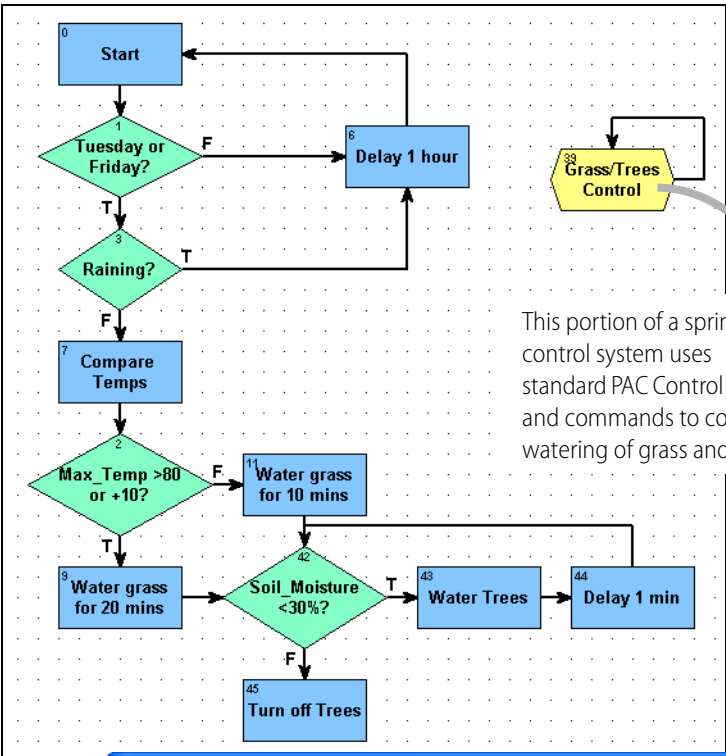 0
Start
1
Tuesday or
Friday?
F
6
Delay 1 hour
T
3
Raining?
T
F
7
Compare
Temps
2
Max_Temp >80
or +10?
F
11
Water grass
for 10 mins
T
9
Water grass
for 20 mins
42
Soil_Moisture
<30%?
T
43
Water Trees
44
Delay 1 min
F
45
Turn off Trees
39
Grass/Trees
Control
This portion of a
control system uses
standard PAC Control
and commands to
watering of grass